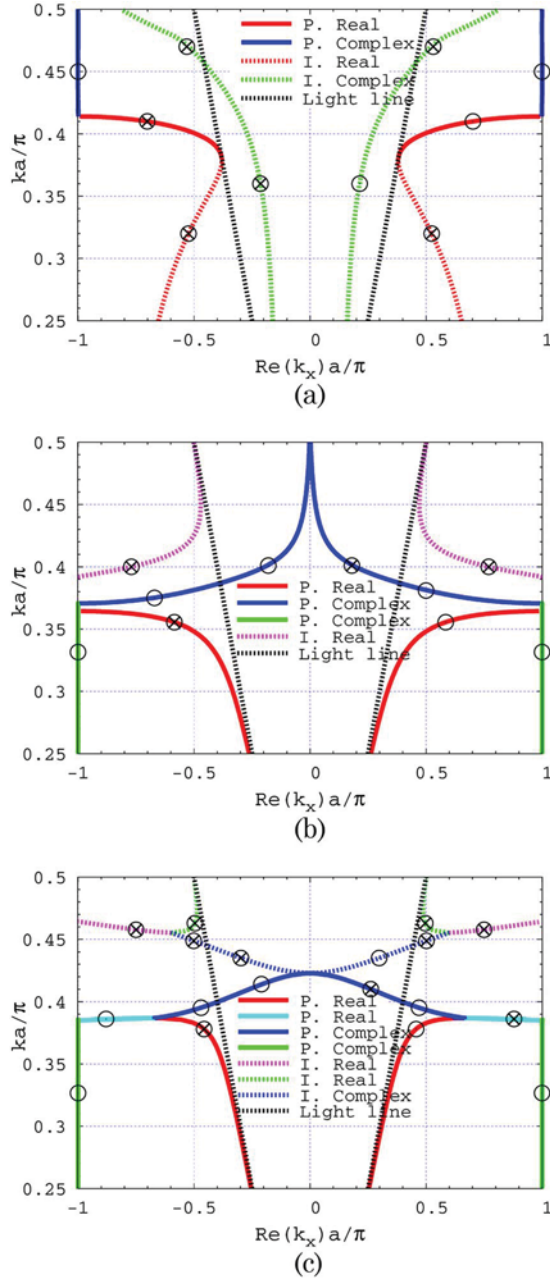 0.5
P. Real
P. Complex
0.45
I. Real
I. Complex
Light line
0.4
ka/π
0.35
0.3
0.25
-1 -0.5 0 0.5 1
Re(k_x)a/π
(a)
0.5
0.45
0.4
ka/π
P. Real
P. Complex
0.35
P. Complex
I. Real
Light line
0.3
0.25
-1 -0.5 0 0.5 1
Re(k_x)a/π
(b)
0.5
0.45
0.4
ka/π
P. Real
P. Real
P. Complex
0.35
P. Complex
I. Real
I. Real
0.3
I. Complex
Light line
0.25
-1 -0.5 0 0.5 1
Re(k_x)a/π
(c)